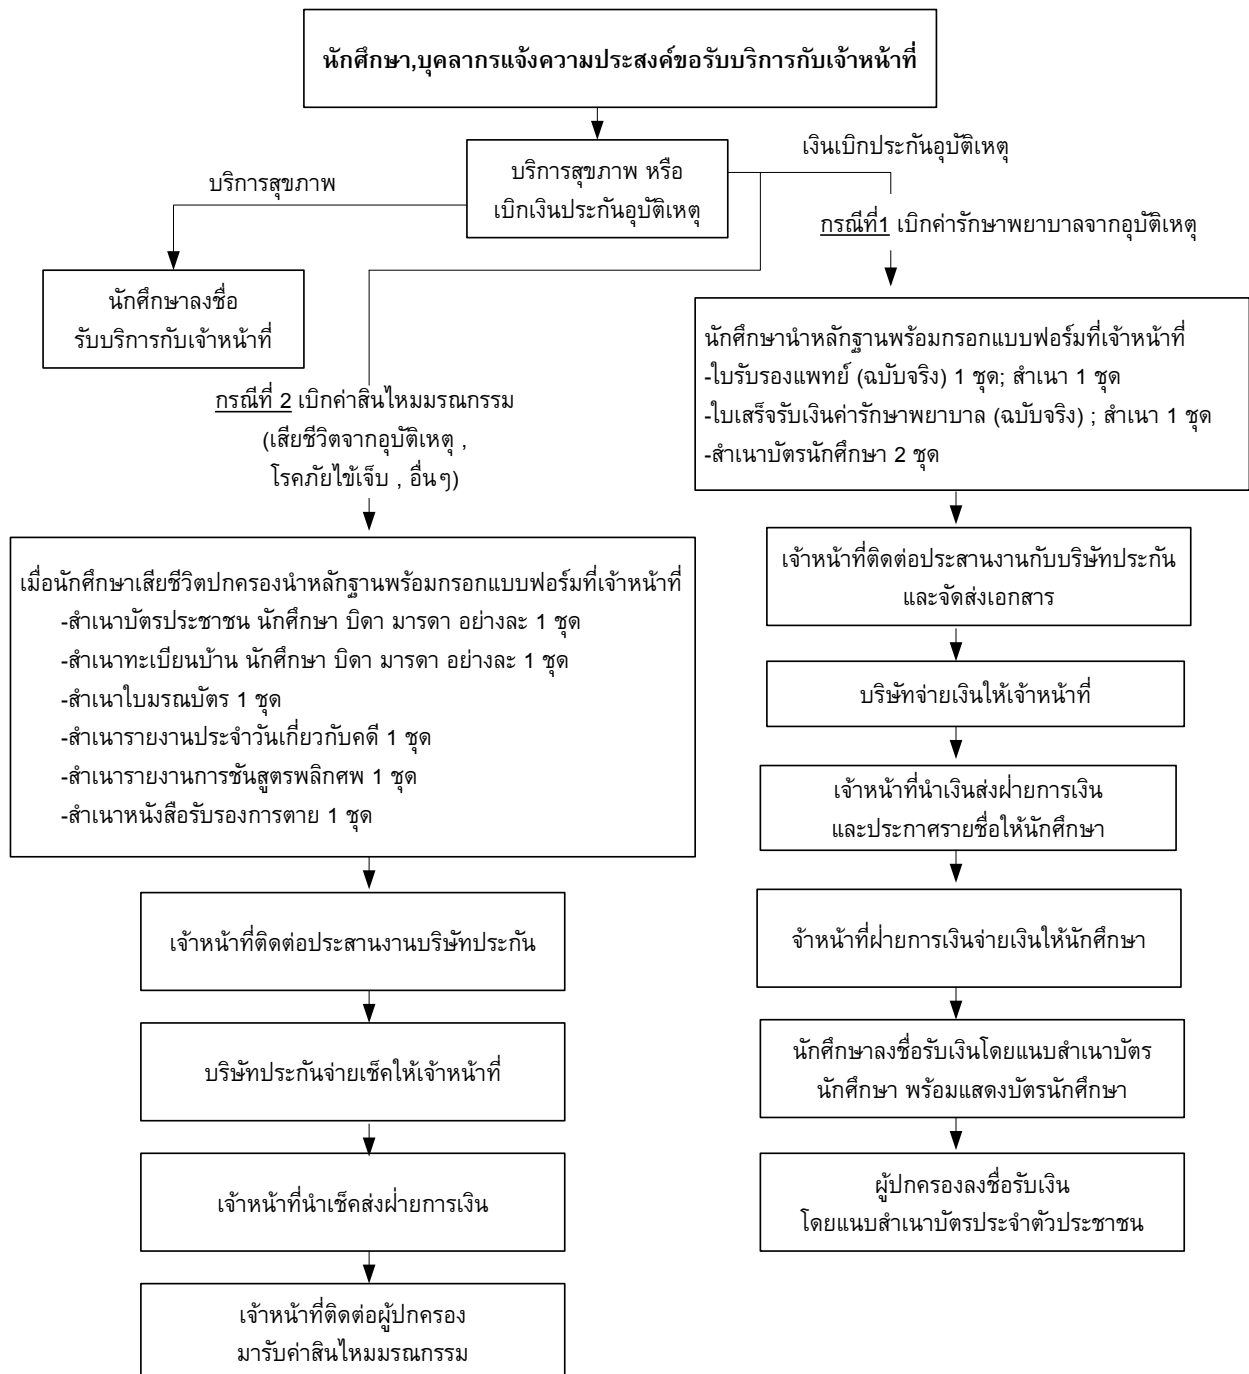 นักศึกษา,บุคลากรแจ้งความประสงค์ขอรับบริการกับเจ้าหน้าที่
บริการสุขภาพ หรือ
เบิกเงินประกันอุบัติเหตุ
บริการสุขภาพ
เงินเบิกประกันอุบัติเหตุ
นักศึกษาลงชื่อ
รับบริการกับเจ้าหน้าที่
กรณีที่1 เบิกค่ารักษาพยาบาลจากอุบัติเหตุ
นักศึกษานำหลักฐานพร้อมกรอกแบบฟอร์มที่เจ้าหน้าที่
-ใบรับรองแพทย์ (ฉบับจริง) 1 ชุด; สำเนา 1 ชุด
-ใบเสร็จรับเงินค่ารักษาพยาบาล (ฉบับจริง) ; สำเนา 1 ชุด
-สำเนาบัตรนักศึกษา 2 ชุด
กรณีที่ 2 เบิกค่าสินไหมมรณกรรม
(เสียชีวิตจากอุบัติเหตุ ,
โรคภัยไข้เจ็บ , อื่นๆ)
เมื่อนักศึกษาเสียชีวิตปกครองนำหลักฐานพร้อมกรอกแบบฟอร์มที่เจ้าหน้าที่
-สำเนาบัตรประชาชน นักศึกษา บิดา มารดา อย่างละ 1 ชุด
-สำเนาทะเบียนบ้าน นักศึกษา บิดา มารดา อย่างละ 1 ชุด
-สำเนาใบมรณบัตร 1 ชุด
-สำเนารายงานประจำวันเกี่ยวกับคดี 1 ชุด
-สำเนารายงานการชันสูตรพลิกศพ 1 ชุด
-สำเนาหนังสือรับรองการตาย 1 ชุด
เจ้าหน้าที่ติดต่อประสานงานบริษัทประกัน
บริษัทประกันจ่ายเช็คให้เจ้าหน้าที่
เจ้าหน้าที่นำเช็คส่งฝ่ายการเงิน
เจ้าหน้าที่ติดต่อผู้ปกครอง
มารับค่าสินไหมมรณกรรม
เจ้าหน้าที่ติดต่อประสานงานกับบริษัทประกัน
และจัดส่งเอกสาร
บริษัทจ่ายเงินให้เจ้าหน้าที่
เจ้าหน้าที่นำเงินส่งฝ่ายการเงิน
และประกาศรายชื่อให้นักศึกษา
จ้าหน้าที่ฝ่ายการเงินจ่ายเงินให้นักศึกษา
นักศึกษาลงชื่อรับเงินโดยแนบสำเนาบัตร
นักศึกษา พร้อมแสดงบัตรนักศึกษา
ผู้ปกครองลงชื่อรับเงิน
โดยแนบสำเนาบัตรประจำตัวประชาชน